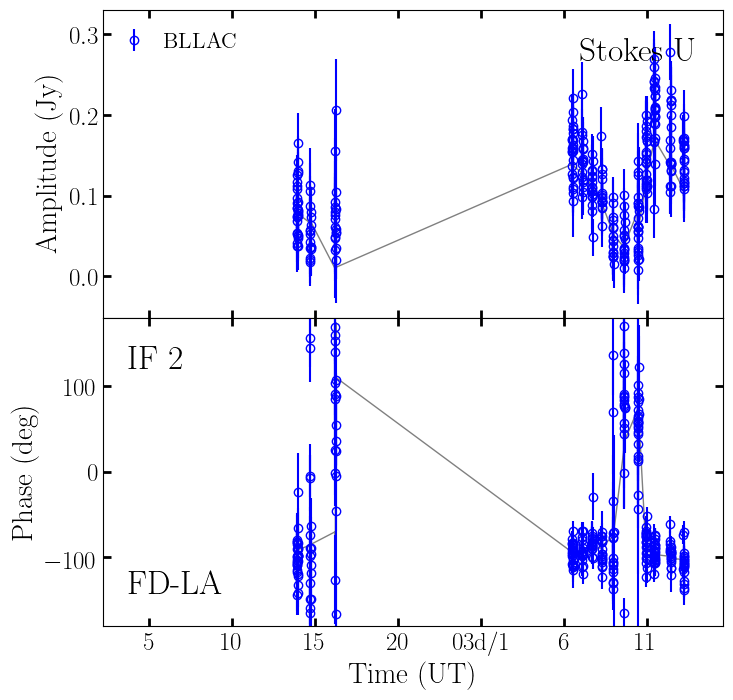 BLLAC
Stokes U
0.3
0.2
0.1
0.0
Amplitude (Jy)
IF 2
100
0
−100
Phase (deg)
FD-LA
5 10 15 20 03d/1 6 11
Time (UT)